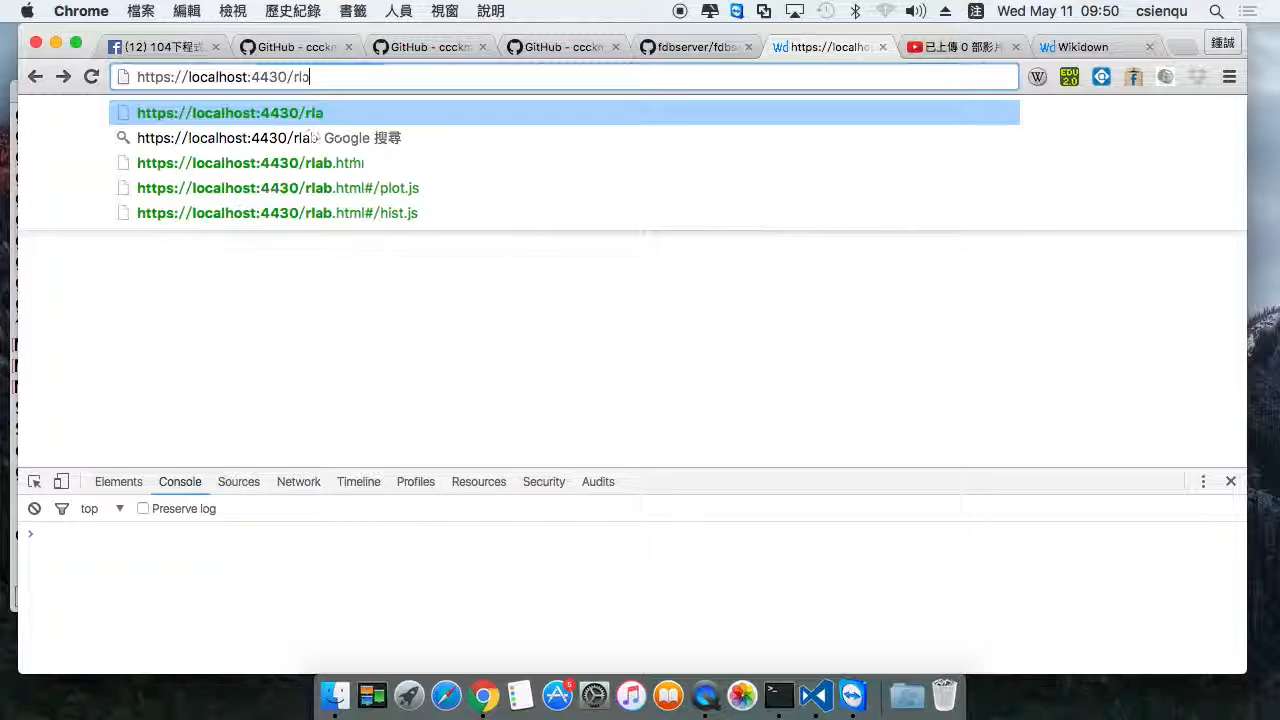 Chrome 檔案 編輯 檢視 歷史紀錄 書籤 人員 視窗 說明 注 Wed May 11 09:50 csienqu
(12) 104下程式 GitHub - ccckm GitHub - ccckm GitHub - ccckm fdbserver/fdbs https://localho 已上傳 0 部影片 Wikidown 鍾誠
https://localhost:4430/rla
https://localhost:4430/rla
https://localhost:4430/rlab - Google 搜尋
https://localhost:4430/rlab.html
https://localhost:4430/rlab.html#/plot.js
https://localhost:4430/rlab.html#/hist.js
Elements Console Sources Network Timeline Profiles Resources Security Audits
top Preserve log